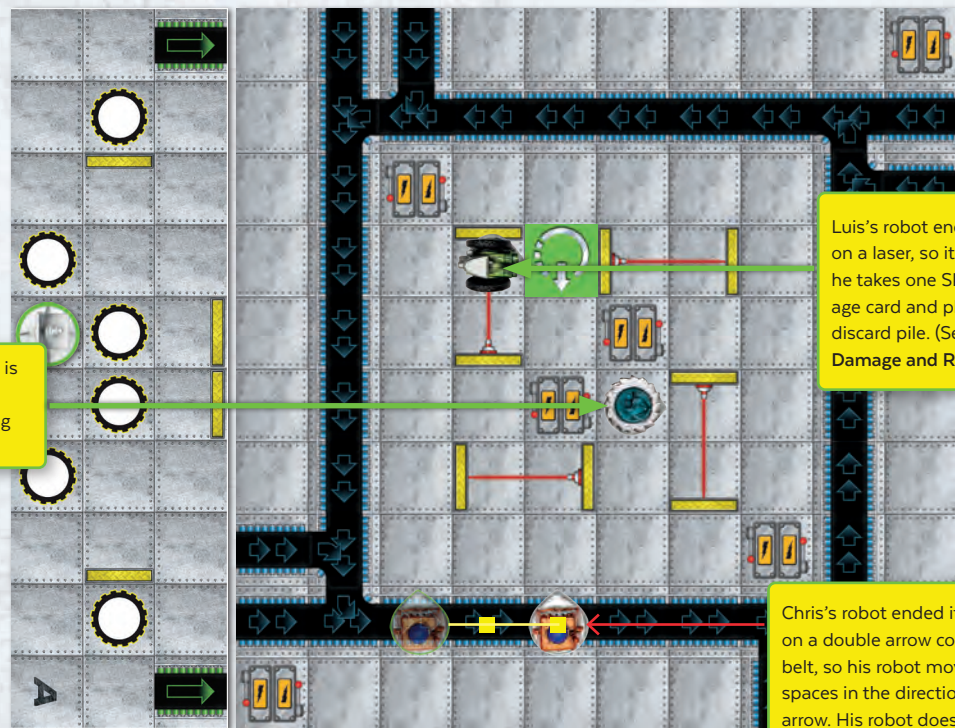 Luis's robot en
on a laser, so it
he takes one S
age card and p
discard pile. (Se
Damage and R
is
g
Chris's robot ended i
on a double arrow co
belt, so his robot mov
spaces in the direction
arrow. His robot does
A